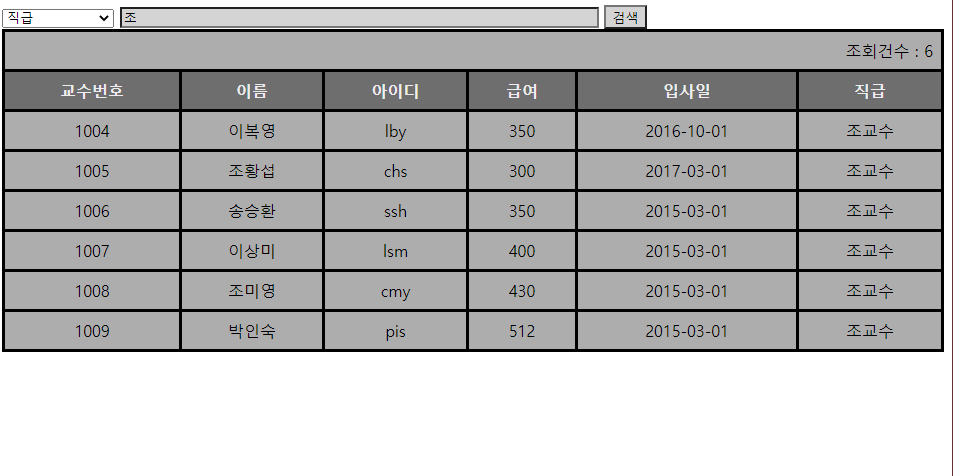 직급 조 검색
조회건수 : 6
교수번호 이름 아이디 급여 입사일 직급
1004 이복영 lby 350 2016-10-01 조교수
1005 조황섭 chs 300 2017-03-01 조교수
1006 송승환 ssh 350 2015-03-01 조교수
1007 이상미 lsm 400 2015-03-01 조교수
1008 조미영 cmy 430 2015-03-01 조교수
1009 박인숙 pis 512 2015-03-01 조교수